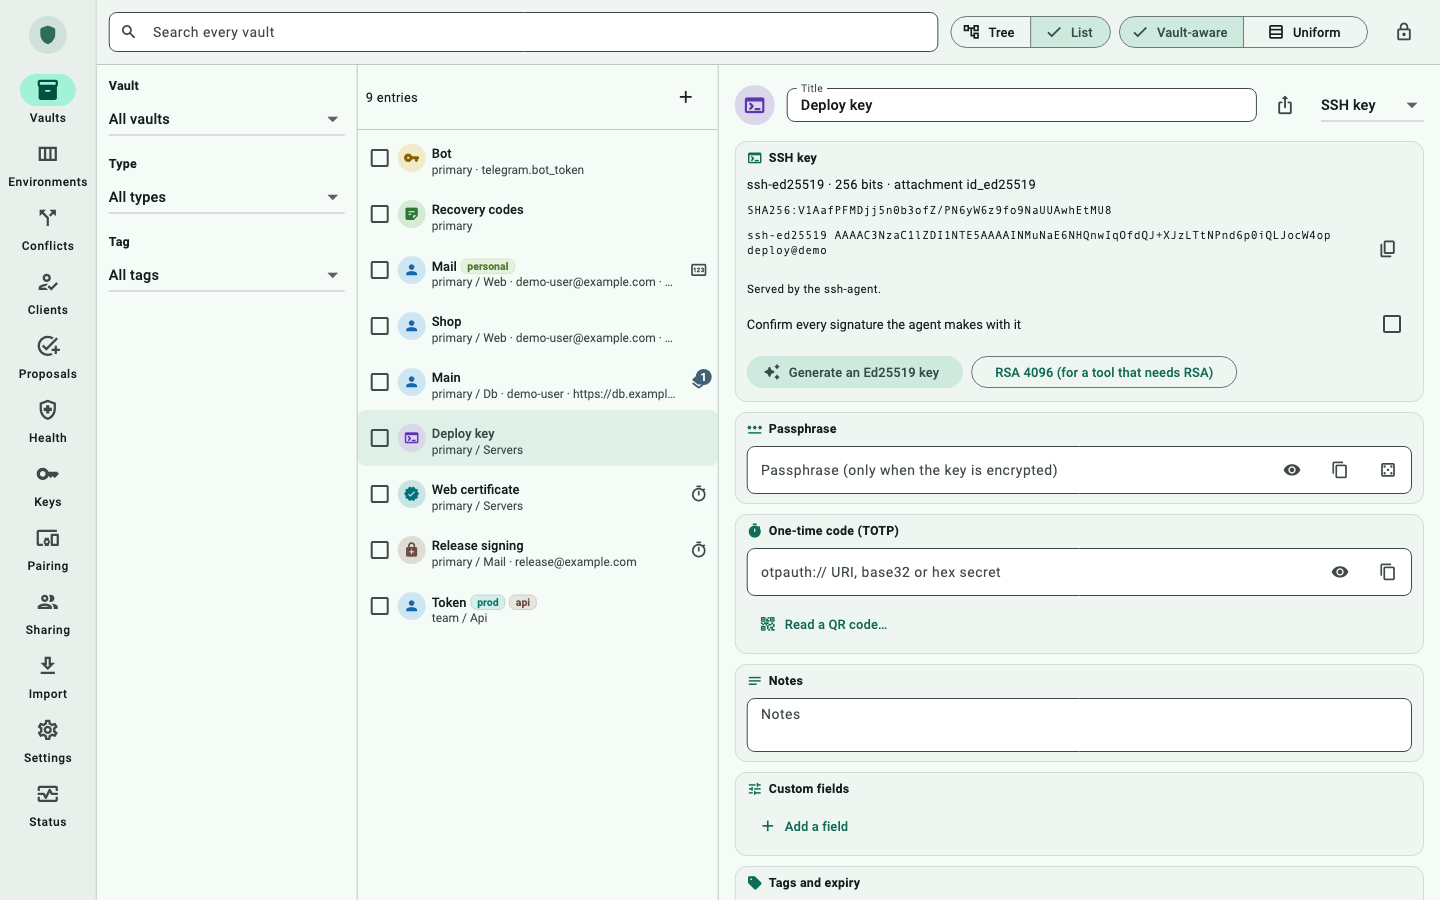 Search every vault
Tree
List
Vault-aware
Uniform
Vaults
Environments
Conflicts
Clients
Proposals
Health
Keys
Pairing
Sharing
Import
Settings
Status
Vault
All vaults
Type
All types
Tag
All tags
9 entries
Bot
primary · telegram.bot_token
Recovery codes
primary
Mail personal
primary / Web · demo-user@example.com · …
123
Shop
primary / Web · demo-user@example.com · …
Main
primary / Db · demo-user · https://db.exampl…
1
Deploy key
primary / Servers
Web certificate
primary / Servers
Release signing
primary / Mail · release@example.com
Token prod api
team / Api
Title
Deploy key
SSH key
SSH key
ssh-ed25519 · 256 bits · attachment id_ed25519
SHA256:V1AafPFMDjj5n0b3ofZ/PN6yW6z9fo9NaUUAwhEtMU8
ssh-ed25519 AAAAC3NzaC1lZDI1NTE5AAAAINMuNaE6NHQnwIqOfdQJ+XJzLTtNPnd6p0iQLJocW4op
deploy@demo
Served by the ssh-agent.
Confirm every signature the agent makes with it
Generate an Ed25519 key
RSA 4096 (for a tool that needs RSA)
Passphrase
Passphrase (only when the key is encrypted)
One-time code (TOTP)
otpauth:// URI, base32 or hex secret
Read a QR code…
Notes
Notes
Custom fields
Add a field
Tags and expiry